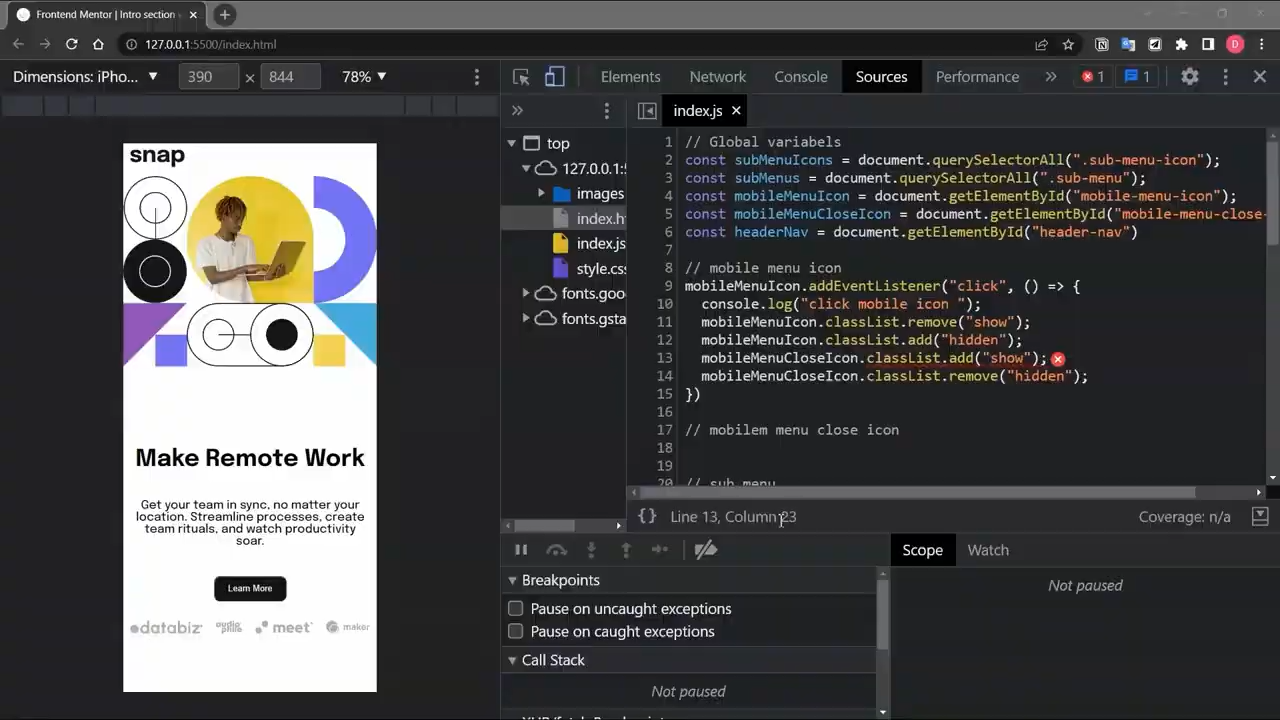 Frontend Mentor | Intro section
127.0.0.1:5500/index.html
D
Dimensions: iPho... 390 × 844 78%
Elements Network Console Sources Performance 1 1
index.js
top
127.0.0.1:
images
index.h
index.js
style.css
fonts.goo
fonts.gsta
1 // Global variabels
2 const subMenuIcons = document.querySelectorAll(".sub-menu-icon");
3 const subMenus = document.querySelectorAll(".sub-menu");
4 const mobileMenuIcon = document.getElementById("mobile-menu-icon");
5 const mobileMenuCloseIcon = document.getElementById("mobile-menu-close-
6 const headerNav = document.getElementById("header-nav")
7
8 // mobile menu icon
9 mobileMenuIcon.addEventListener("click", () => {
10 console.log("click mobile icon ");
11 mobileMenuIcon.classList.remove("show");
12 mobileMenuIcon.classList.add("hidden");
13 mobileMenuCloseIcon.classList.add("show");
14 mobileMenuCloseIcon.classList.remove("hidden");
15 })
16
17 // mobilem menu close icon
18
19
20 // sub menu
{} Line 13, Column 23 Coverage: n/a
Scope Watch
Not paused
Breakpoints
Pause on uncaught exceptions
Pause on caught exceptions
Call Stack
Not paused
snap
Make Remote Work
Get your team in sync, no matter your
location. Streamline processes, create
team rituals, and watch productivity
soar.
Learn More
databiz audiophile meet maker